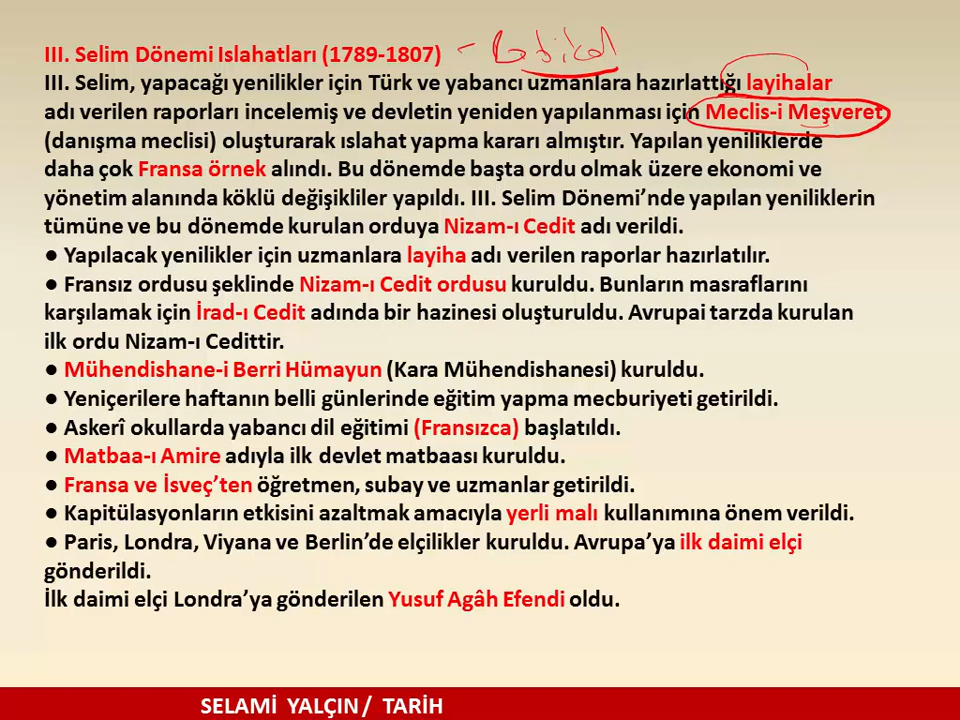 III. Selim Dönemi Islahatları (1789-1807) - Radikal
III. Selim, yapacağı yenilikler için Türk ve yabancı uzmanlara hazırlattığı layihalar
adı verilen raporları incelemiş ve devletin yeniden yapılanması için Meclis-i Meşveret
(danışma meclisi) oluşturarak ıslahat yapma kararı almıştır. Yapılan yeniliklerde
daha çok Fransa örnek alındı. Bu dönemde başta ordu olmak üzere ekonomi ve
yönetim alanında köklü değişikliler yapıldı. III. Selim Dönemi’nde yapılan yeniliklerin
tümüne ve bu dönemde kurulan orduya Nizam-ı Cedit adı verildi.
● Yapılacak yenilikler için uzmanlara layiha adı verilen raporlar hazırlatılır.
● Fransız ordusu şeklinde Nizam-ı Cedit ordusu kuruldu. Bunların masraflarını
karşılamak için İrad-ı Cedit adında bir hazinesi oluşturuldu. Avrupai tarzda kurulan
ilk ordu Nizam-ı Cedittir.
● Mühendishane-i Berri Hümayun (Kara Mühendishanesi) kuruldu.
● Yeniçerilere haftanın belli günlerinde eğitim yapma mecburiyeti getirildi.
● Askerî okullarda yabancı dil eğitimi (Fransızca) başlatıldı.
● Matbaa-ı Amire adıyla ilk devlet matbaası kuruldu.
● Fransa ve İsveç’ten öğretmen, subay ve uzmanlar getirildi.
● Kapitülasyonların etkisini azaltmak amacıyla yerli malı kullanımına önem verildi.
● Paris, Londra, Viyana ve Berlin’de elçilikler kuruldu. Avrupa’ya ilk daimi elçi
gönderildi.
İlk daimi elçi Londra’ya gönderilen Yusuf Agâh Efendi oldu.
SELAMİ YALÇIN / TARİH